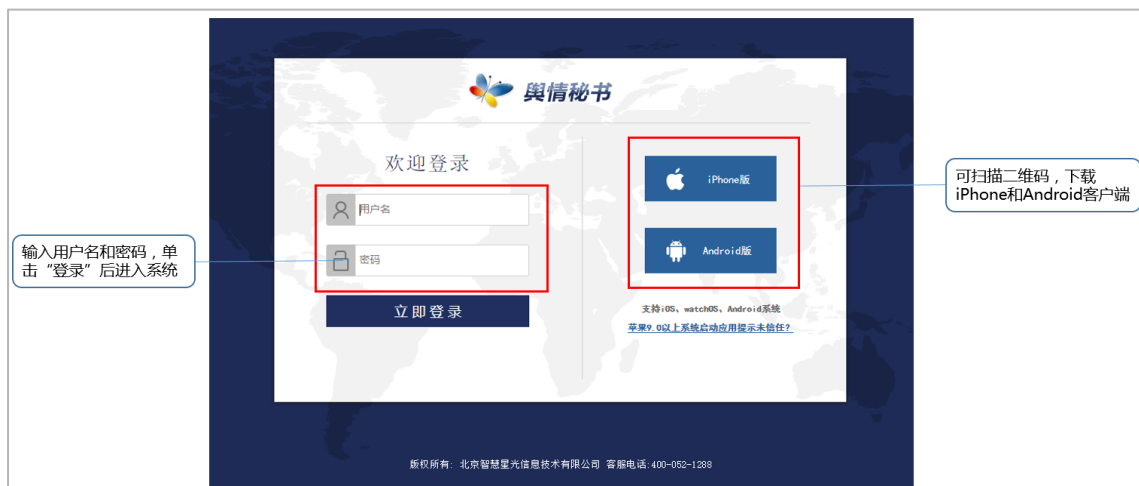 舆情秘书
欢迎登录
用户名
密码
立即登录
iPhone版
Android版
支持iOS、watchOS、Android系统
苹果9.0以上系统启动应用提示未信任？
输入用户名和密码，单
击“登录”后进入系统
可扫描二维码，下载
iPhone和Android客户端
版权所有: 北京智慧星光信息技术有限公司 客服电话:400-052-1288